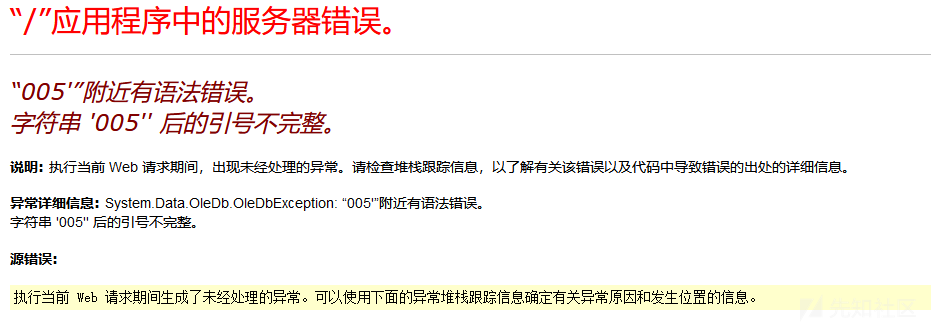 “/”应用程序中的服务器错误。
“005'”附近有语法错误。
字符串 '005'' 后的引号不完整。
说明: 执行当前 Web 请求期间，出现未经处理的异常。请检查堆栈跟踪信息，以了解有关该错误以及代码中导致错误的出处的详细信息。
异常详细信息: System.Data.OleDb.OleDbException: “005'”附近有语法错误。
字符串 '005'' 后的引号不完整。
源错误:
执行当前 Web 请求期间生成了未经处理的异常。可以使用下面的异常堆栈跟踪信息确定有关异常原因和发生位置的信息。
先知社区